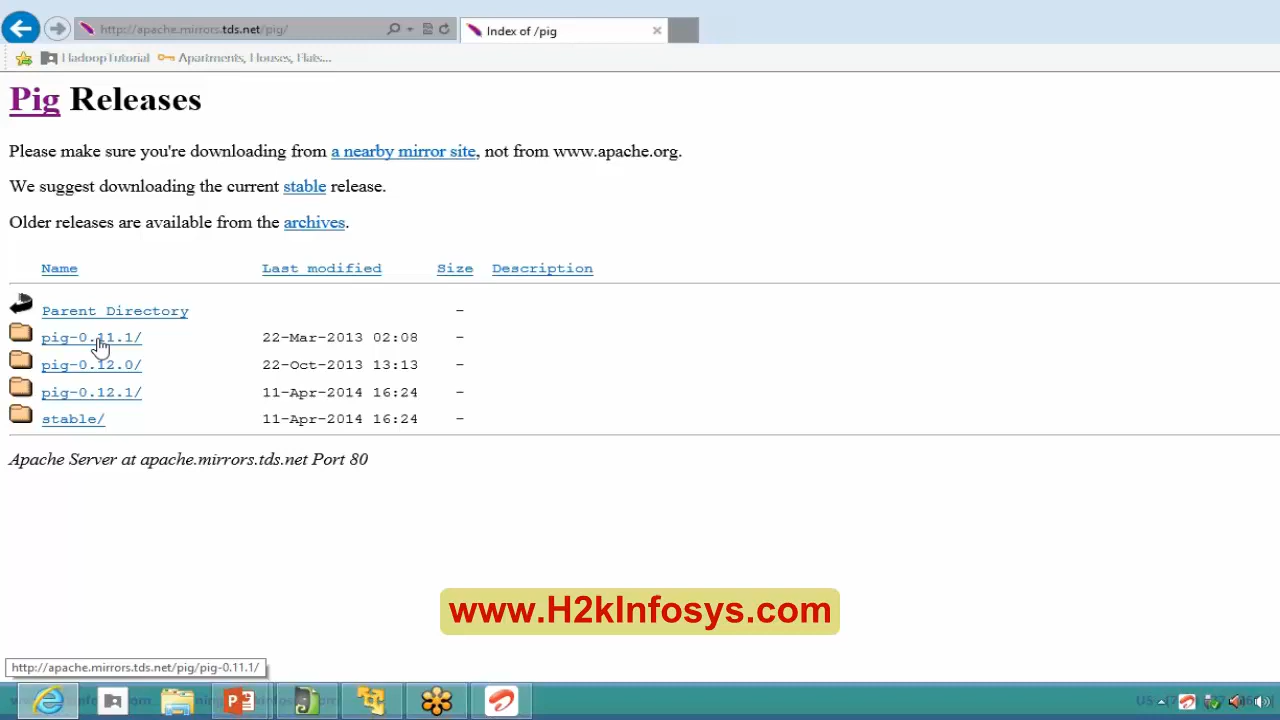 http://apache.mirrors.tds.net/pig/
Index of /pig
HadoopTutorial Apartments, Houses, Flats...
Pig Releases
Please make sure you're downloading from a nearby mirror site, not from www.apache.org.
We suggest downloading the current stable release.
Older releases are available from the archives.
Name Last modified Size Description
Parent Directory -
pig-0.11.1/ 22-Mar-2013 02:08 -
pig-0.12.0/ 22-Oct-2013 13:13 -
pig-0.12.1/ 11-Apr-2014 16:24 -
stable/ 11-Apr-2014 16:24 -
Apache Server at apache.mirrors.tds.net Port 80
www.H2kInfosys.com
http://apache.mirrors.tds.net/pig/pig-0.11.1/
US